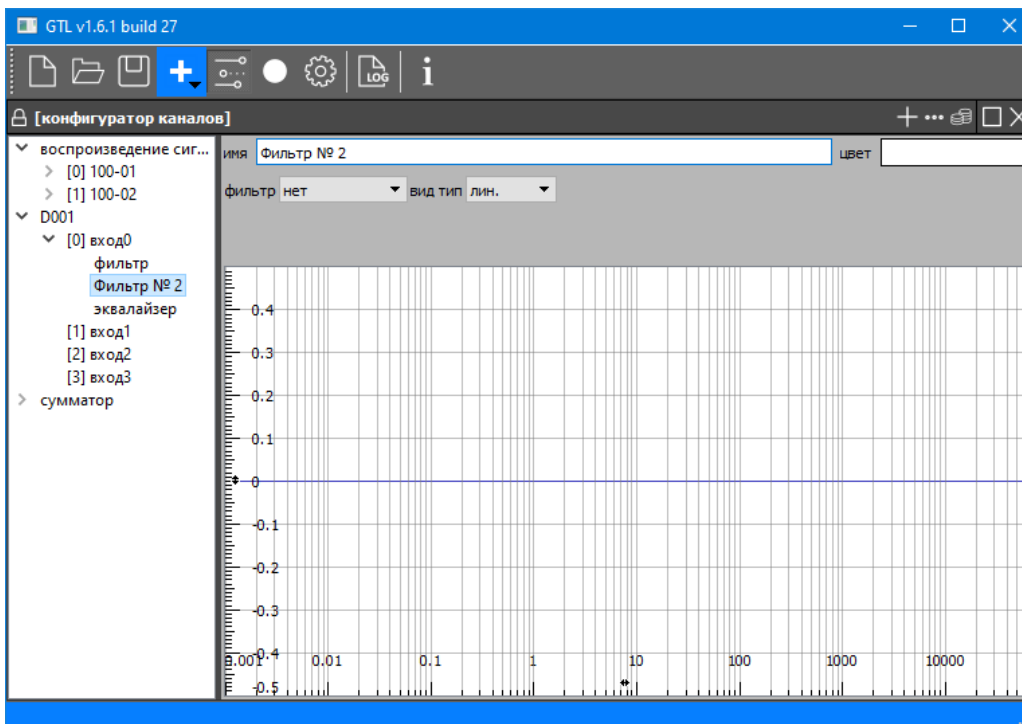 GTL v1.6.1 build 27
LOG
i
[конфигуратор каналов]
воспроизведение сиг...
[0] 100-01
[1] 100-02
D001
[0] вход0
фильтр
Фильтр № 2
эквалайзер
[1] вход1
[2] вход2
[3] вход3
сумматор
имя Фильтр № 2 цвет
фильтр нет вид тип лин.
0.4
0.3
0.2
0.1
0
-0.1
-0.2
-0.3
-0.4
-0.5
0.001 0.01 0.1 1 10 100 1000 10000